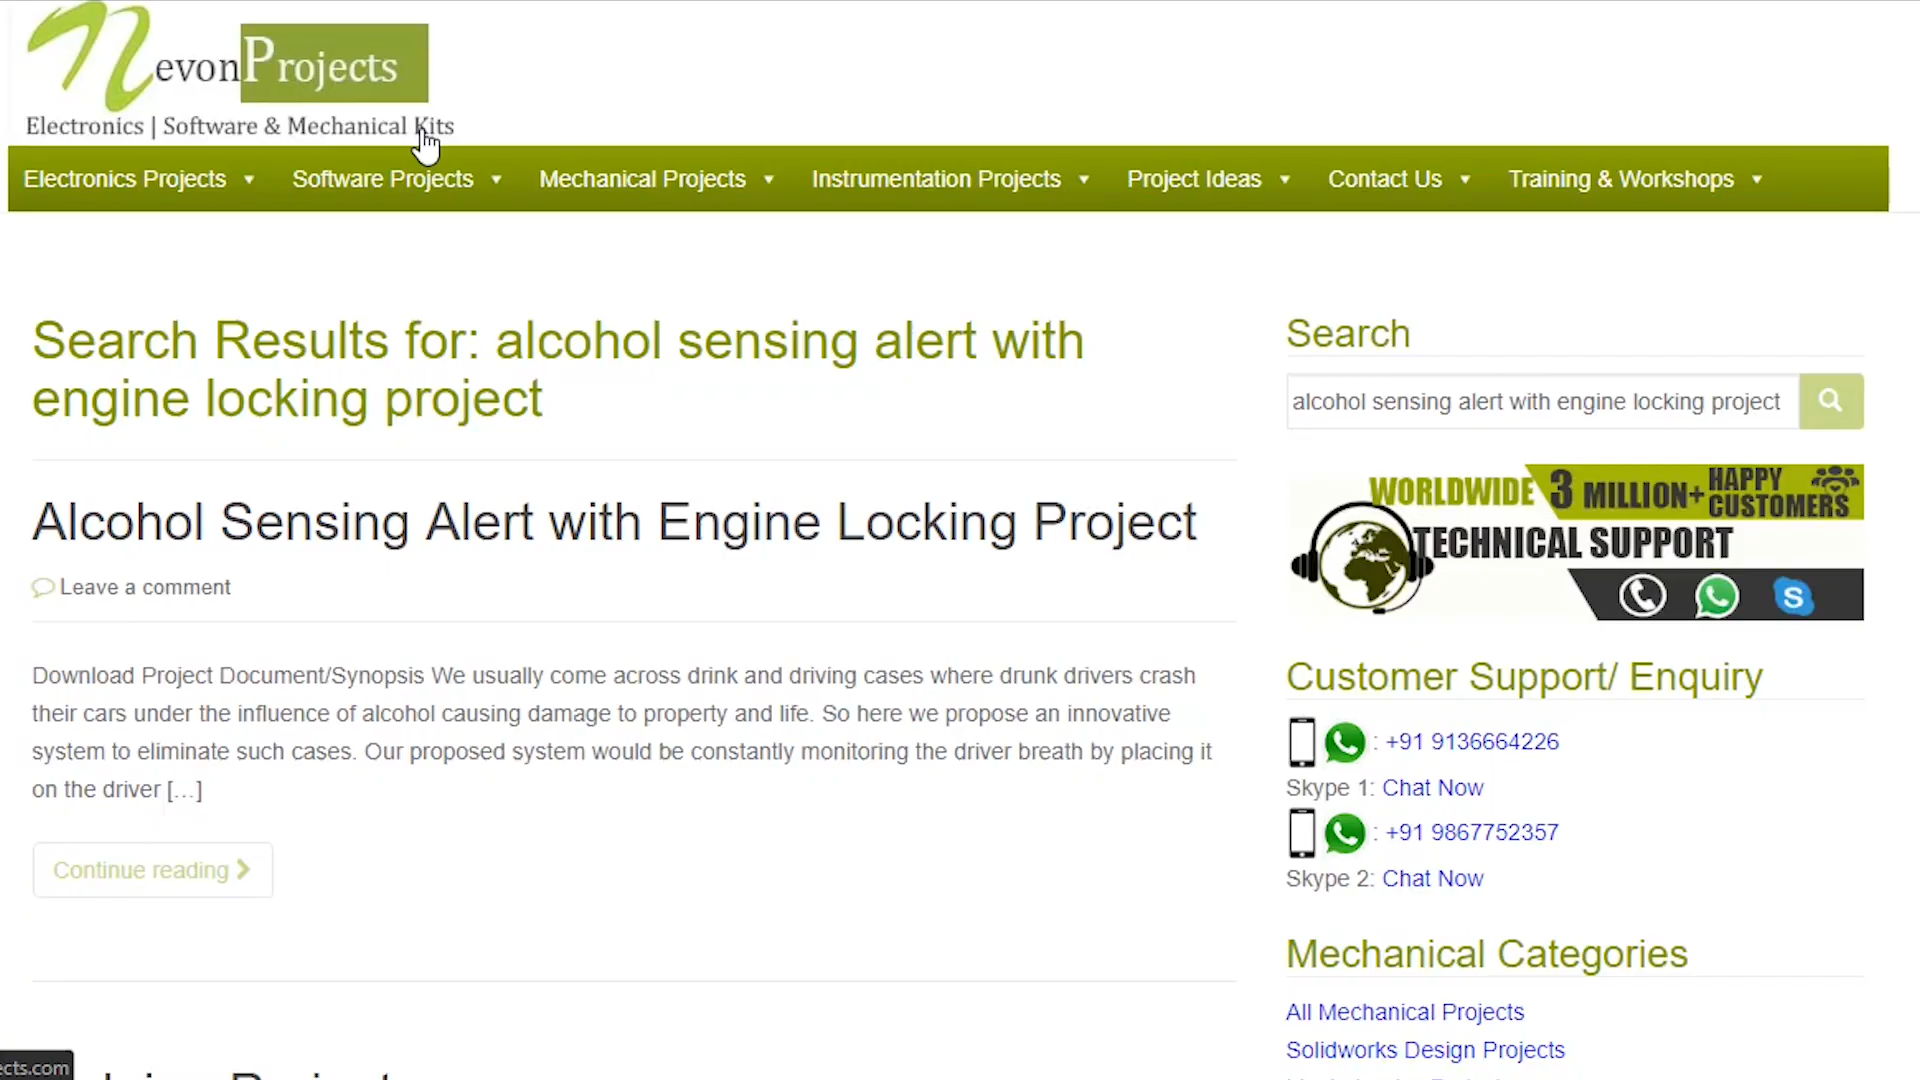 NevonProjects
Electronics | Software & Mechanical Kits
Electronics Projects Software Projects Mechanical Projects Instrumentation Projects Project Ideas Contact Us Training & Workshops
Search Results for: alcohol sensing alert with
engine locking project
Alcohol Sensing Alert with Engine Locking Project
Leave a comment
Download Project Document/Synopsis We usually come across drink and driving cases where drunk drivers crash
their cars under the influence of alcohol causing damage to property and life. So here we propose an innovative
system to eliminate such cases. Our proposed system would be constantly monitoring the driver breath by placing it
on the driver […]
Continue reading
Search
alcohol sensing alert with engine locking project
WORLDWIDE 3 MILLION+ HAPPY CUSTOMERS
TECHNICAL SUPPORT
Customer Support/ Enquiry
: +91 9136664226
Skype 1: Chat Now
: +91 9867752357
Skype 2: Chat Now
Mechanical Categories
All Mechanical Projects
Solidworks Design Projects
ects.com